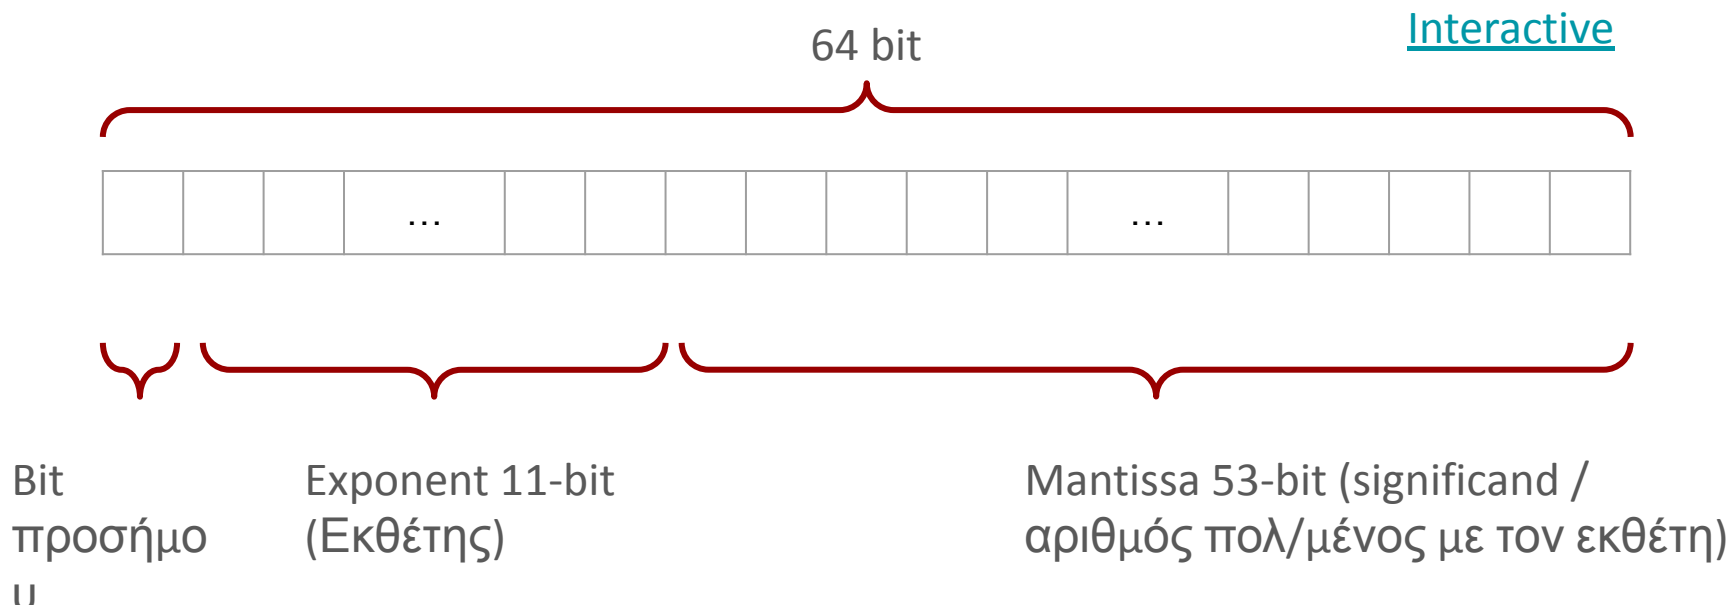 Interactive
64 bit
... ...
Bit προσήμο
υ
Exponent 11-bit
(Εκθέτης)
Mantissa 53-bit (significand /
αριθμός πολ/μένος με τον εκθέτη)